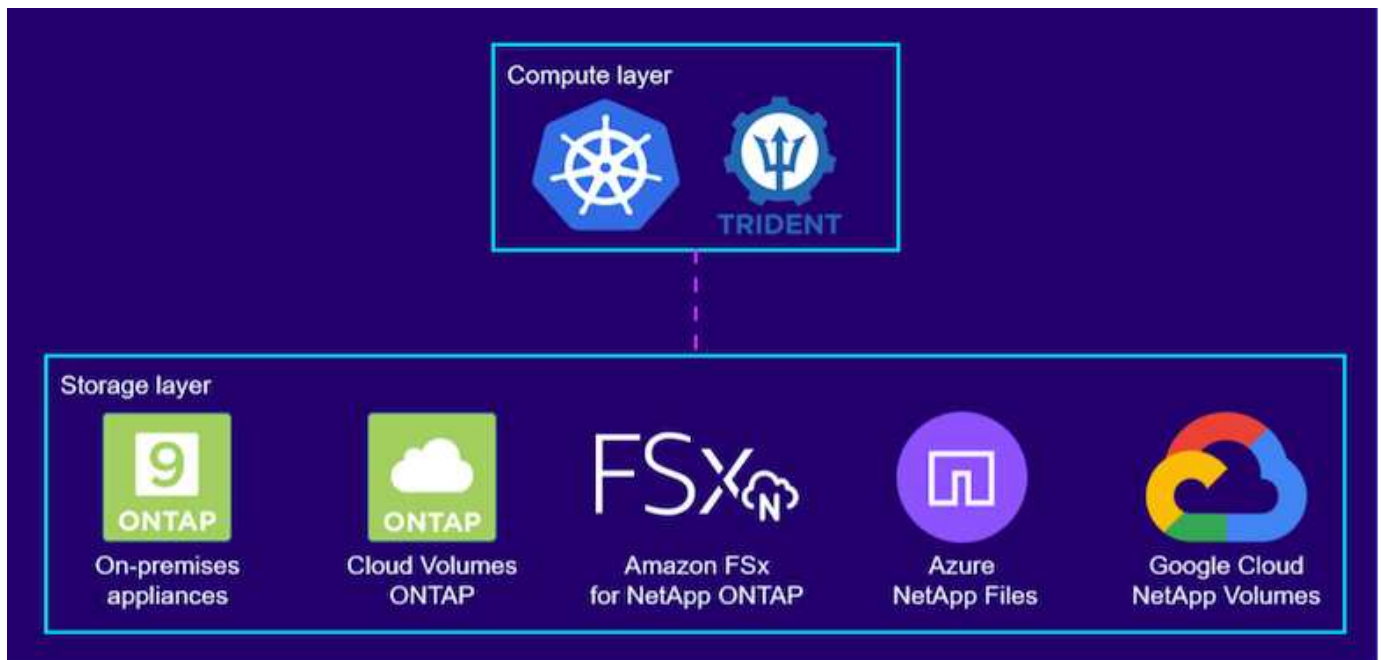 Compute layer
TRIDENT
Storage layer
9
ONTAP
On-premises
appliances
ONTAP
Cloud Volumes
ONTAP
FSx N
Amazon FSx
for NetApp ONTAP
Azure
NetApp Files
Google Cloud
NetApp Volumes